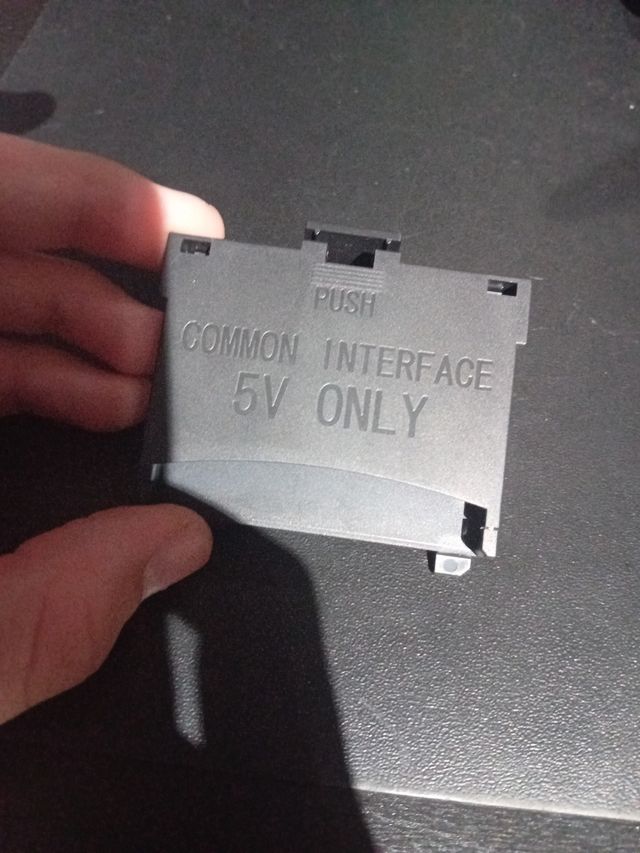 PUSH
COMMON INTERFACE
5V ONLY